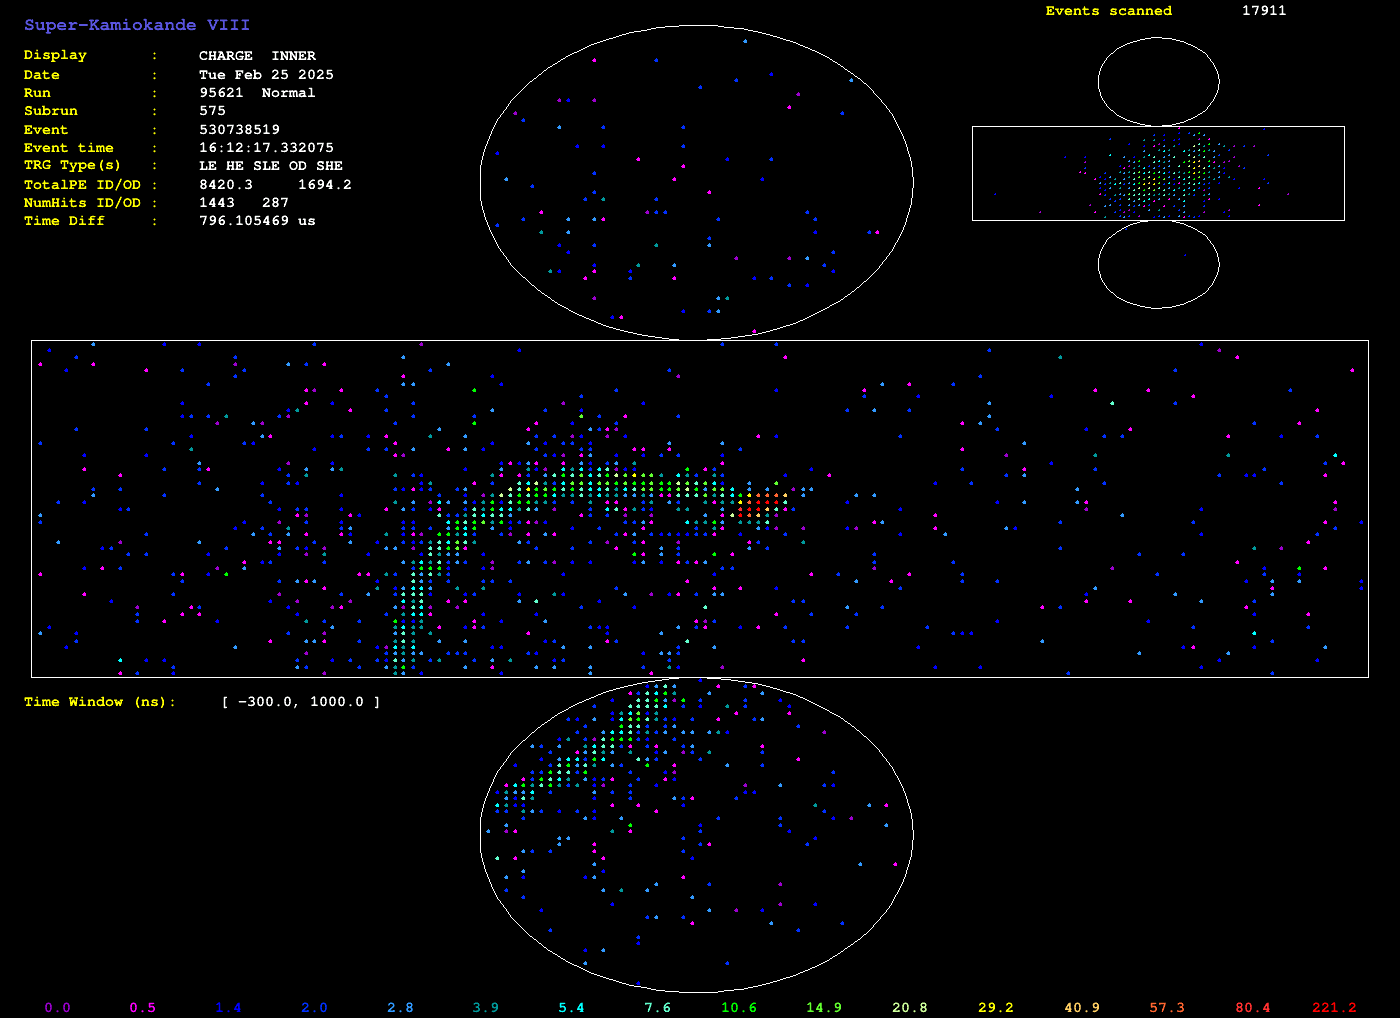 Super-Kamiokande VIII
Display : CHARGE INNER
Date : Tue Feb 25 2025
Run : 95621 Normal
Subrun : 575
Event : 530738519
Event time : 16:12:17.332075
TRG Type(s) : LE HE SLE OD SHE
TotalPE ID/OD : 8420.3 1694.2
NumHits ID/OD : 1443 287
Time Diff : 796.105469 us
Events scanned 17911
Time Window (ns): [ -300.0, 1000.0 ]
0.0 0.5 1.4 2.0 2.8 3.9 5.4 7.6 10.6 14.9 20.8 29.2 40.9 57.3 80.4 221.2